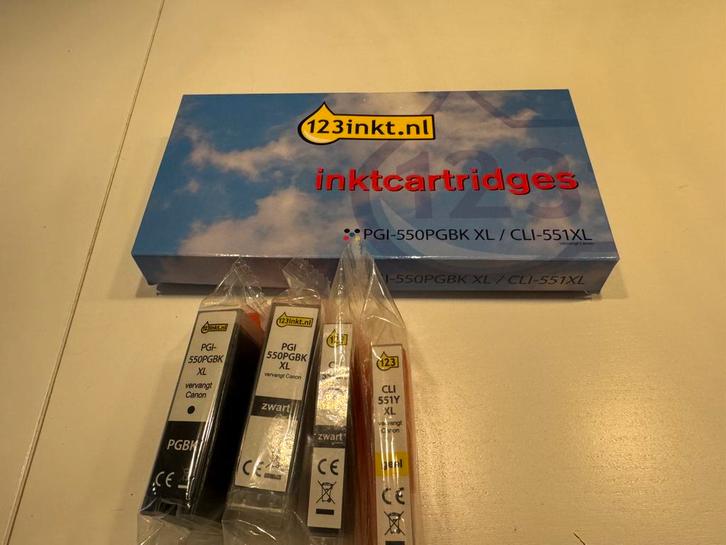 123inkt.nl
inktcartridges
PGI-550PGBK XL / CLI-551XL
vervangt Canon
-550PGBK XL / CLI-551XL
123inkt.nl
PGI-
550PGBK
XL
vervangt
Canon
PGBK
CE
123inkt.nl
PGI
550PGBK
XL
vervangt Canon
zwart
CE
123
zwart
CE
123
CLI
551Y
XL
vervangt
Canon
geel
CE